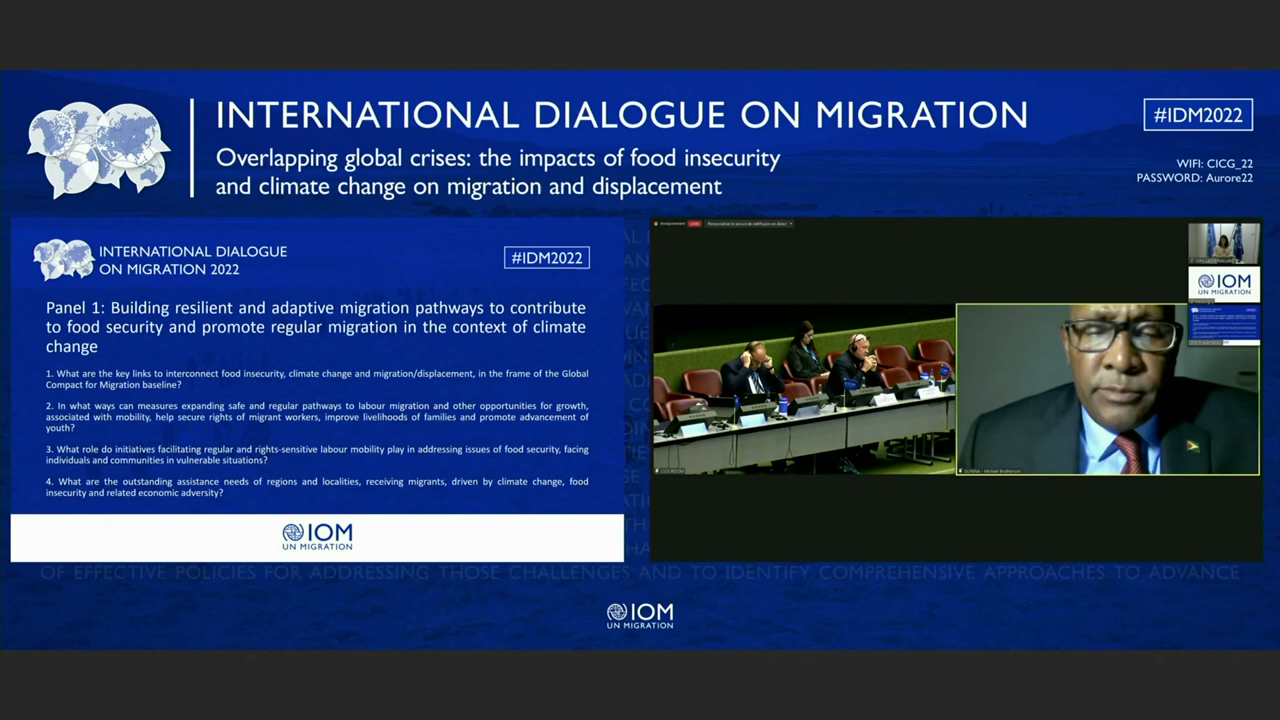 INTERNATIONAL DIALOGUE ON MIGRATION
Overlapping global crises: the impacts of food insecurity
and climate change on migration and displacement
#IDM2022
WIFI: CICG_22
PASSWORD: Aurore22
INTERNATIONAL DIALOGUE
ON MIGRATION 2022
#IDM2022
Panel 1: Building resilient and adaptive migration pathways to contribute
to food security and promote regular migration in the context of climate
change
1. What are the key links to interconnect food insecurity, climate change and migration/displacement, in the frame of the Global
Compact for Migration baseline?
2. In what ways can measures expanding safe and regular pathways to labour migration and other opportunities for growth,
associated with mobility, help secure rights of migrant workers, improve livelihoods of families and promote advancement of
youth?
3. What role do initiatives facilitating regular and rights-sensitive labour mobility play in addressing issues of food security, facing
individuals and communities in vulnerable situations?
4. What are the outstanding assistance needs of regions and localities, receiving migrants, driven by climate change, food
insecurity and related economic adversity?
IOM
UN MIGRATION
LIVE
IOM
UN MIGRATION
GUYANA - Michael Brotherson
OF EFFECTIVE POLICIES FOR ADDRESSING THOSE CHALLENGES AND TO IDENTIFY COMPREHENSIVE APPROACHES TO ADVANCE
IOM
UN MIGRATION